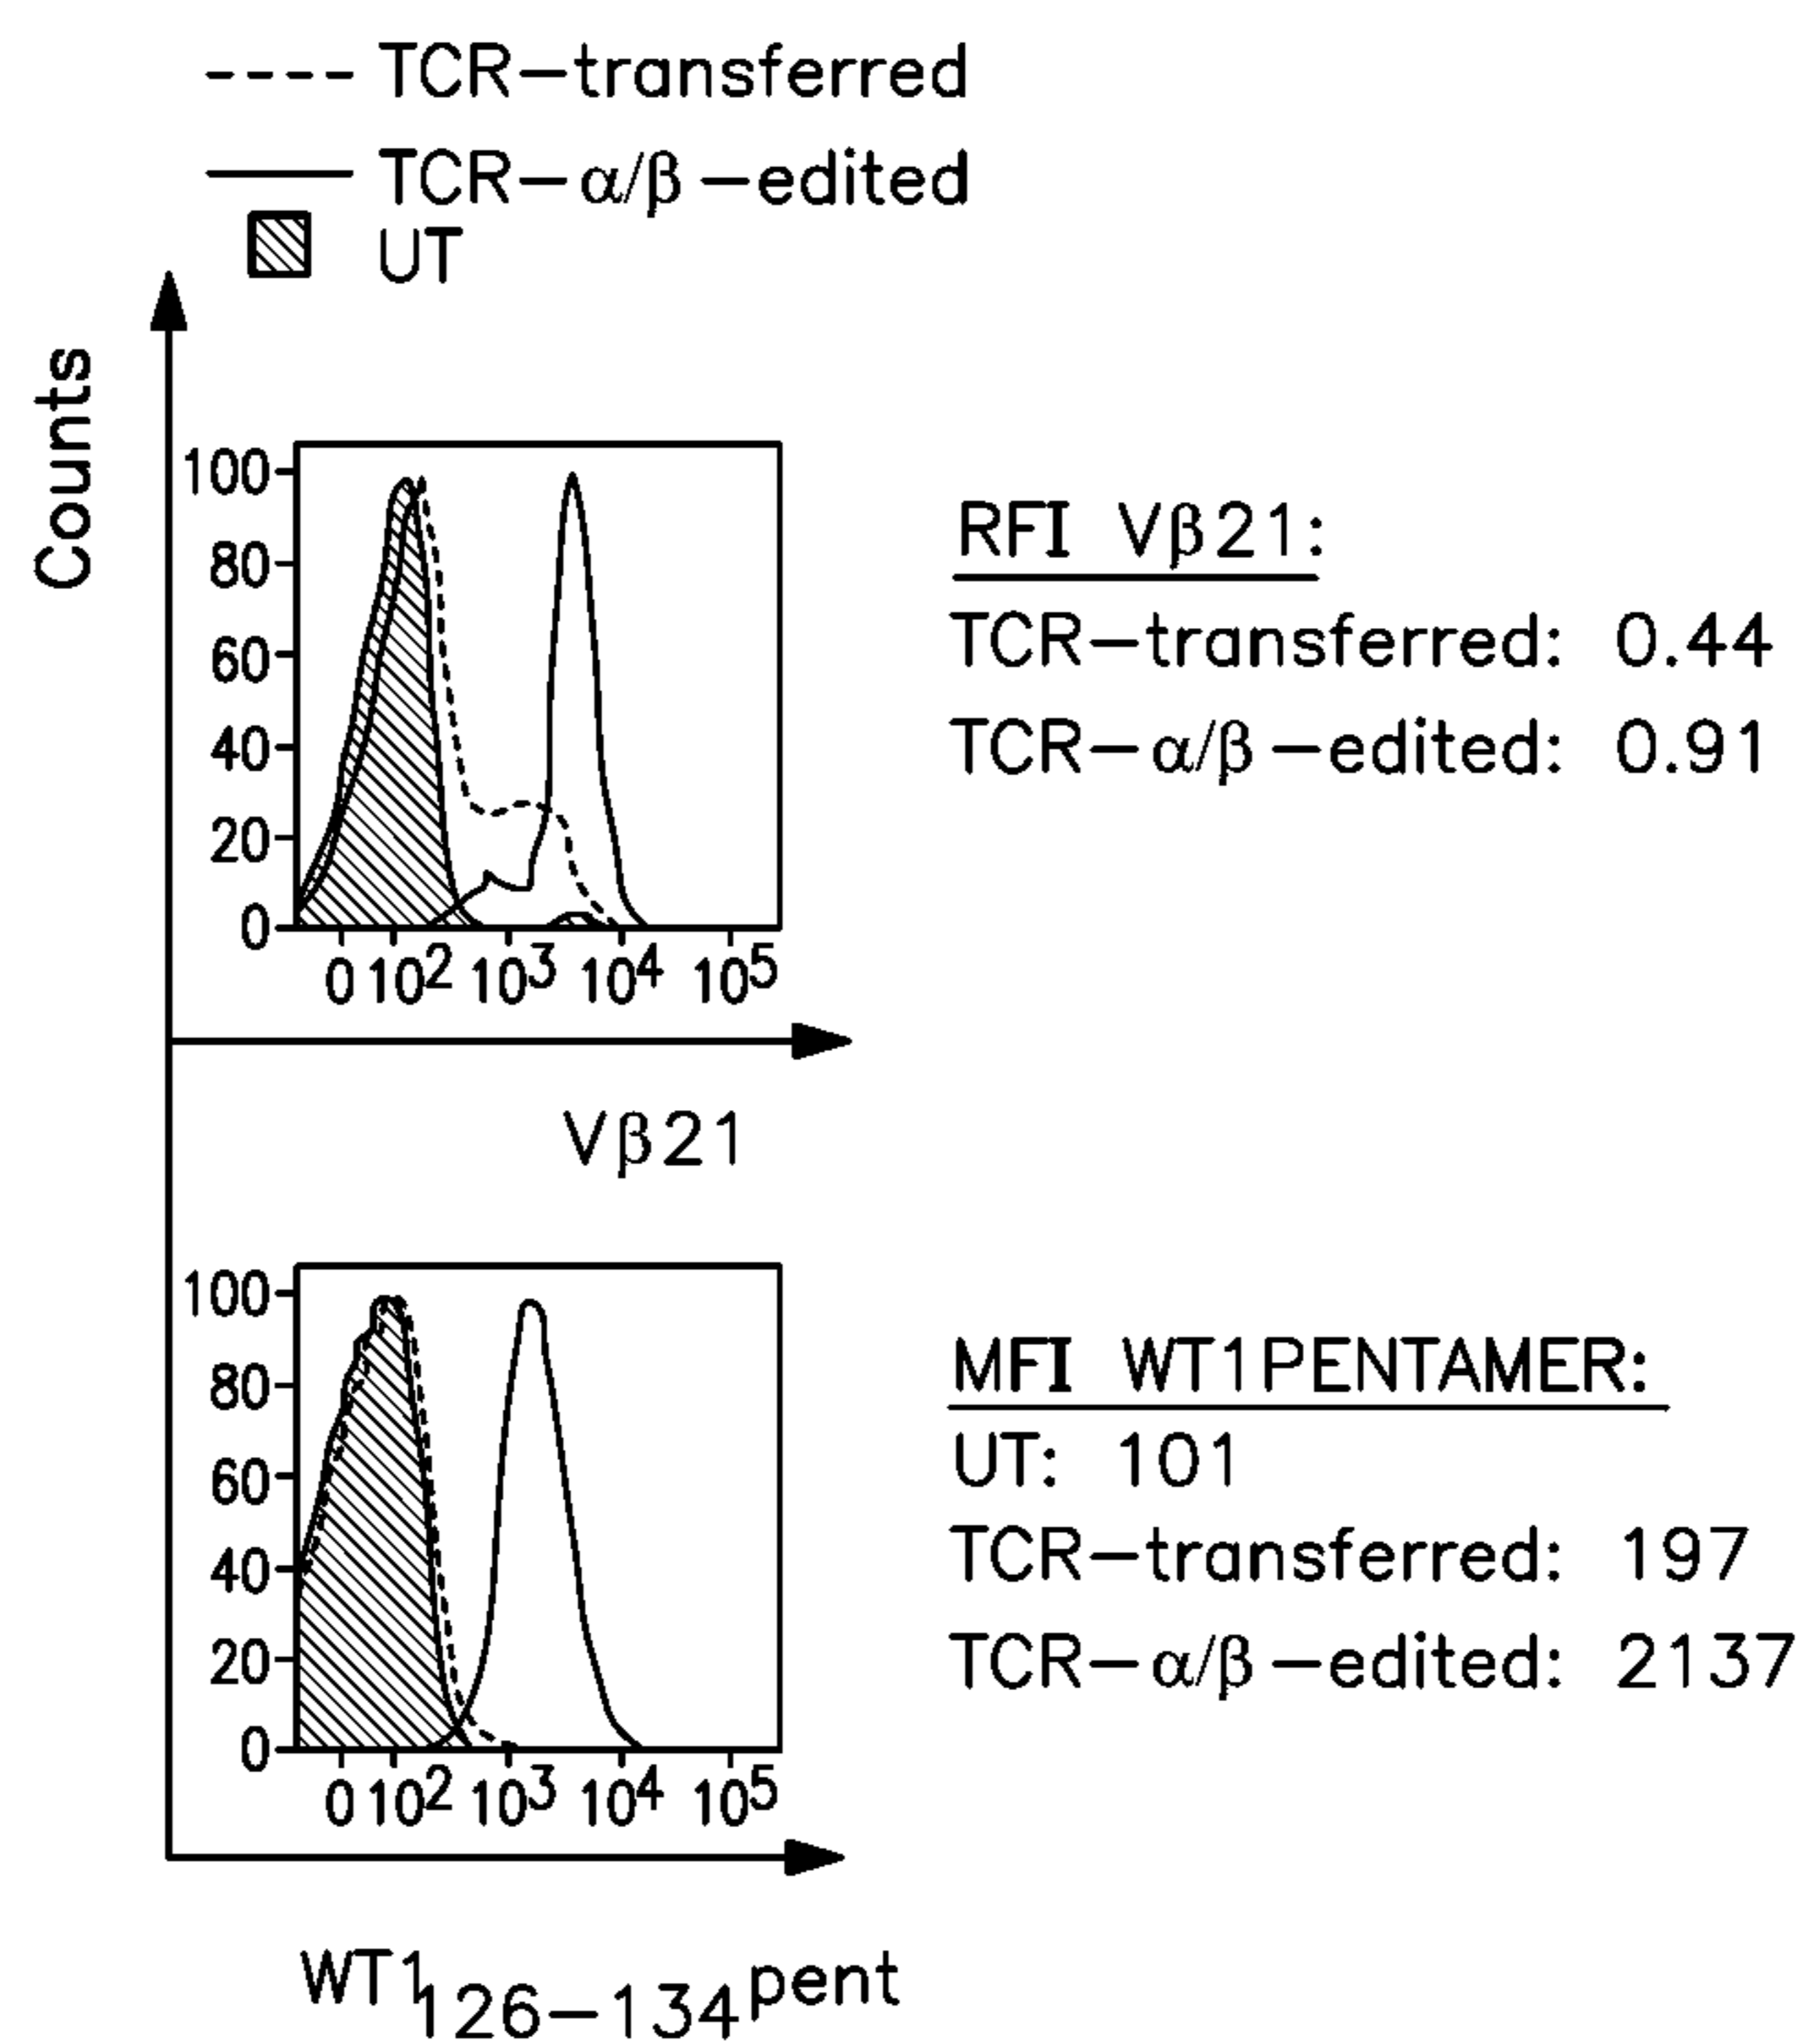 TCR-transferred
TCR-α/β-edited
UT
Counts
100
80
60
40
20
0
0 10² 10³ 10⁴ 10⁵
Vβ21
RFI Vβ21:
TCR-transferred: 0.44
TCR-α/β-edited: 0.91
100
80
60
40
20
0
0 10² 10³ 10⁴ 10⁵
WT1₁₂₆₋₁₃₄pent
MFI WT1PENTAMER:
UT: 101
TCR-transferred: 197
TCR-α/β-edited: 2137